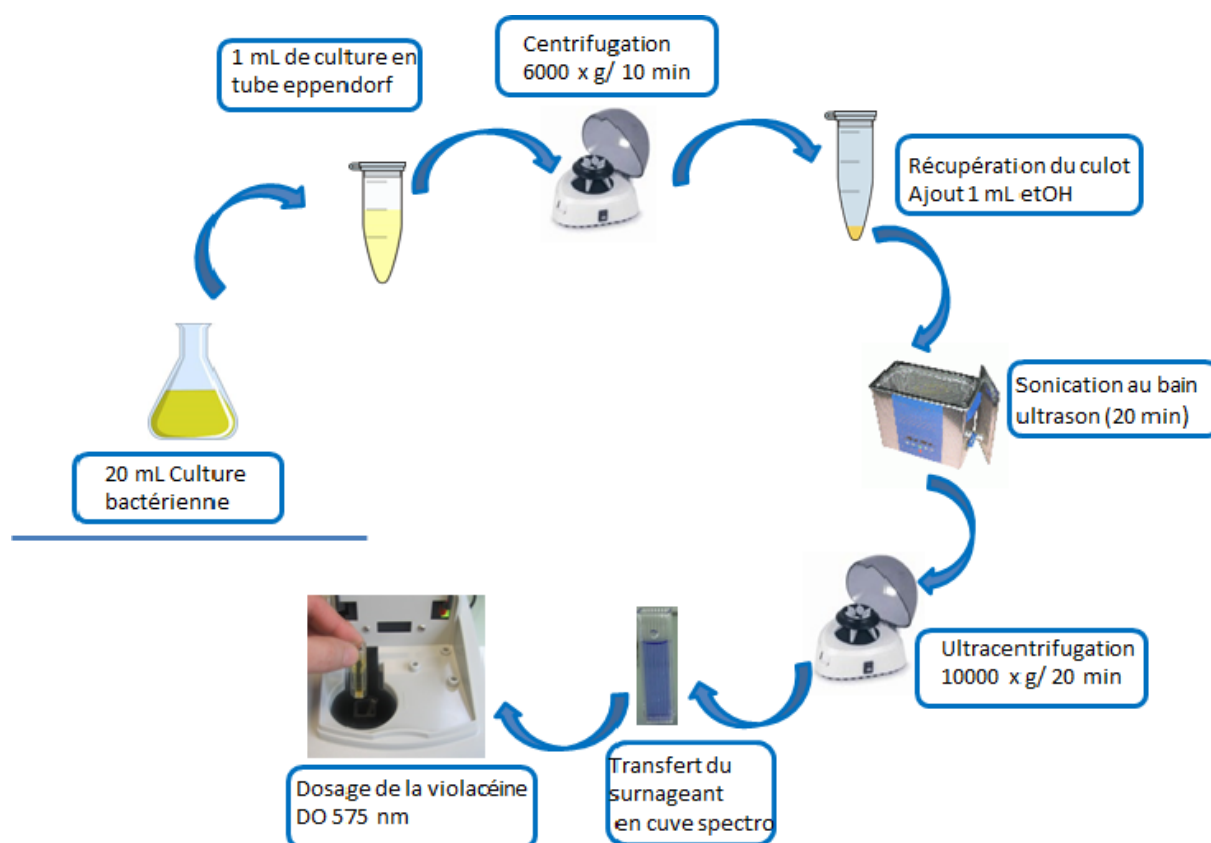 1 mL de culture en
tube eppendorf
Centrifugation
6000 x g/ 10 min
Récupération du culot
Ajout 1 mL etOH
Sonication au bain
ultrason (20 min)
20 mL Culture
bactérienne
Ultracentrifugation
10000 x g/ 20 min
Transfert du
surnageant
en cuve spectro
Dosage de la violacéine
DO 575 nm